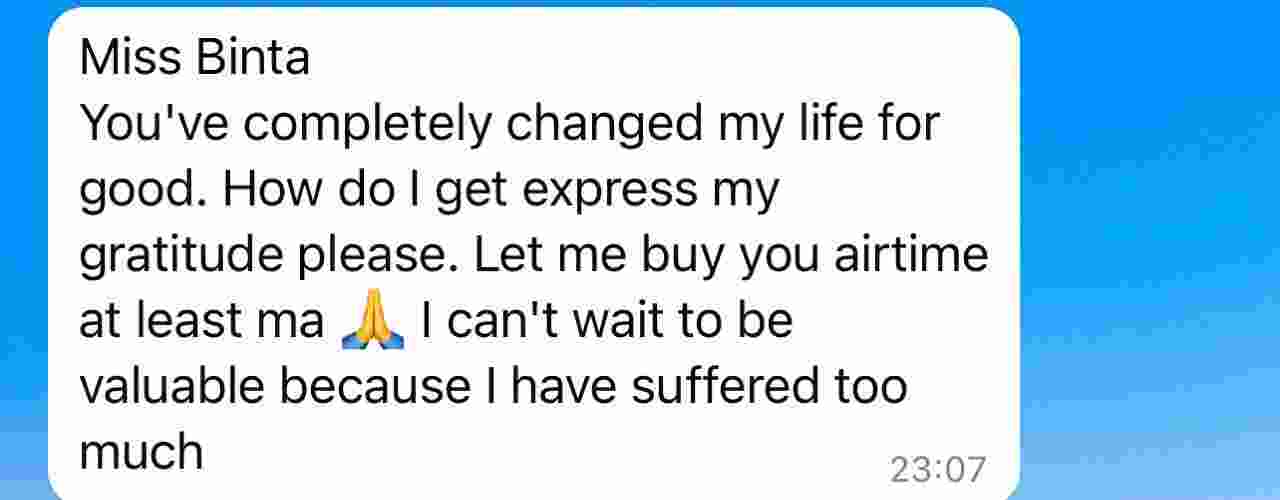 Miss Binta
You've completely changed my life for
good. How do I get express my
gratitude please. Let me buy you airtime
at least ma 🙏 I can't wait to be
valuable because I have suffered too
much
23:07